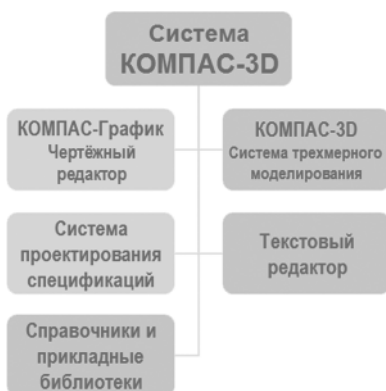 Система
КОМПАС-3D
КОМПАС-График
Чертёжный
редактор
КОМПАС-3D
Система трехмерного
моделирования
Система
проектирования
спецификаций
Текстовый
редактор
Справочники и
прикладные
библиотеки